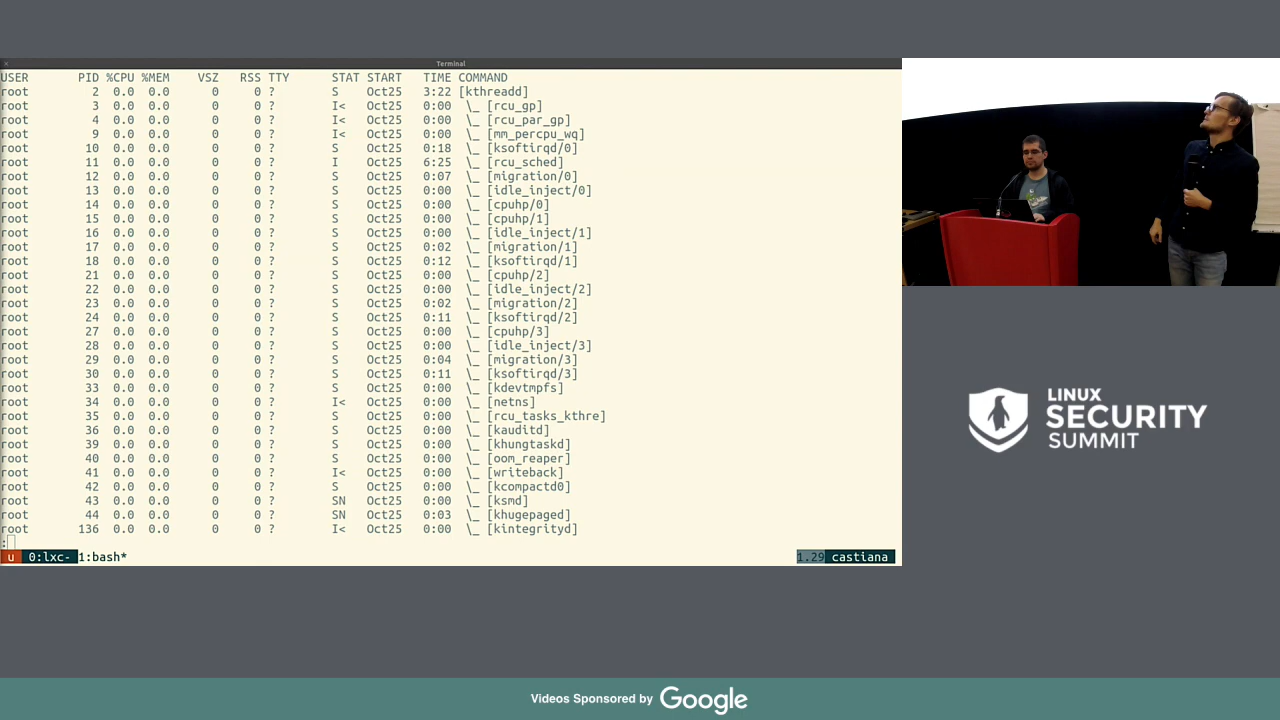 Terminal
USER       PID %CPU %MEM    VSZ   RSS TTY      STAT START   TIME COMMAND
root         2  0.0  0.0      0     0 ?        S    Oct25   3:22 [kthreadd]
root         3  0.0  0.0      0     0 ?        I<   Oct25   0:00  \_ [rcu_gp]
root         4  0.0  0.0      0     0 ?        I<   Oct25   0:00  \_ [rcu_par_gp]
root         9  0.0  0.0      0     0 ?        I<   Oct25   0:00  \_ [mm_percpu_wq]
root        10  0.0  0.0      0     0 ?        S    Oct25   0:18  \_ [ksoftirqd/0]
root        11  0.0  0.0      0     0 ?        I    Oct25   6:25  \_ [rcu_sched]
root        12  0.0  0.0      0     0 ?        S    Oct25   0:07  \_ [migration/0]
root        13  0.0  0.0      0     0 ?        S    Oct25   0:00  \_ [idle_inject/0]
root        14  0.0  0.0      0     0 ?        S    Oct25   0:00  \_ [cpuhp/0]
root        15  0.0  0.0      0     0 ?        S    Oct25   0:00  \_ [cpuhp/1]
root        16  0.0  0.0      0     0 ?        S    Oct25   0:00  \_ [idle_inject/1]
root        17  0.0  0.0      0     0 ?        S    Oct25   0:02  \_ [migration/1]
root        18  0.0  0.0      0     0 ?        S    Oct25   0:12  \_ [ksoftirqd/1]
root        21  0.0  0.0      0     0 ?        S    Oct25   0:00  \_ [cpuhp/2]
root        22  0.0  0.0      0     0 ?        S    Oct25   0:00  \_ [idle_inject/2]
root        23  0.0  0.0      0     0 ?        S    Oct25   0:02  \_ [migration/2]
root        24  0.0  0.0      0     0 ?        S    Oct25   0:11  \_ [ksoftirqd/2]
root        27  0.0  0.0      0     0 ?        S    Oct25   0:00  \_ [cpuhp/3]
root        28  0.0  0.0      0     0 ?        S    Oct25   0:00  \_ [idle_inject/3]
root        29  0.0  0.0      0     0 ?        S    Oct25   0:04  \_ [migration/3]
root        30  0.0  0.0      0     0 ?        S    Oct25   0:11  \_ [ksoftirqd/3]
root        33  0.0  0.0      0     0 ?        S    Oct25   0:00  \_ [kdevtmpfs]
root        34  0.0  0.0      0     0 ?        I<   Oct25   0:00  \_ [netns]
root        35  0.0  0.0      0     0 ?        S    Oct25   0:00  \_ [rcu_tasks_kthre]
root        36  0.0  0.0      0     0 ?        S    Oct25   0:00  \_ [kauditd]
root        39  0.0  0.0      0     0 ?        S    Oct25   0:00  \_ [khungtaskd]
root        40  0.0  0.0      0     0 ?        S    Oct25   0:00  \_ [oom_reaper]
root        41  0.0  0.0      0     0 ?        I<   Oct25   0:00  \_ [writeback]
root        42  0.0  0.0      0     0 ?        S    Oct25   0:00  \_ [kcompactd0]
root        43  0.0  0.0      0     0 ?        SN   Oct25   0:00  \_ [ksmd]
root        44  0.0  0.0      0     0 ?        SN   Oct25   0:03  \_ [khugepaged]
root       136  0.0  0.0      0     0 ?        I<   Oct25   0:00  \_ [kintegrityd]
:
u 0:lxc- 1:bash* 1.29 castiana
LINUX
SECURITY
SUMMIT
Videos Sponsored by Google